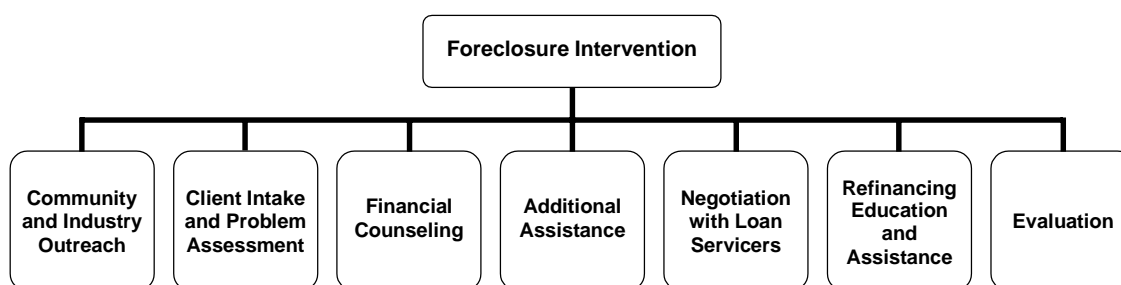 Foreclosure Intervention
Community
and Industry
Outreach
Client Intake
and Problem
Assessment
Financial
Counseling
Additional
Assistance
Negotiation
with Loan
Servicers
Refinancing
Education
and
Assistance
Evaluation